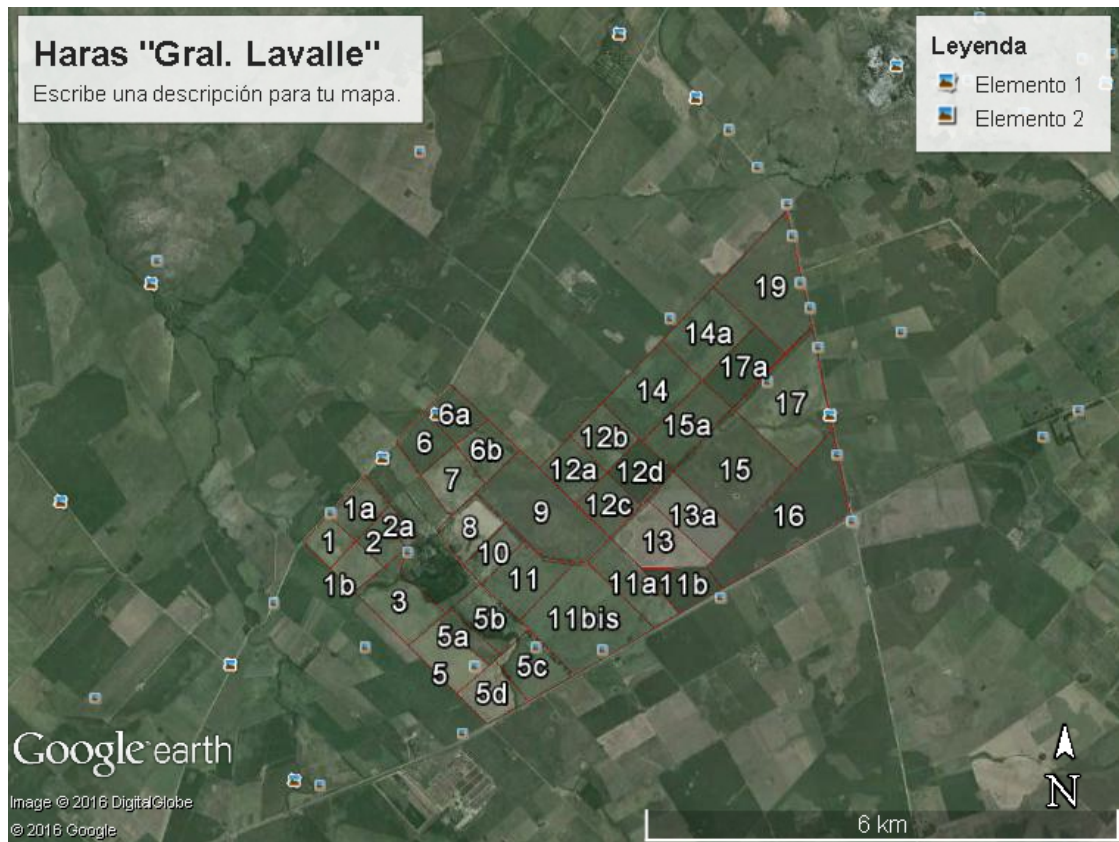 Haras "Gral. Lavalle"
Escribe una descripción para tu mapa.
Leyenda
Elemento 1
Elemento 2
19
14a
17a
14
17
6a
12b
15a
6
6b
12a
12d
15
7
12c
1a
9
13a
16
2a
8
1
2
13
10
1b
11
11a
11b
3
5b
11bis
5a
5c
5
5d
Google earth
N
Image © 2016 DigitalGlobe
© 2016 Google
6 km